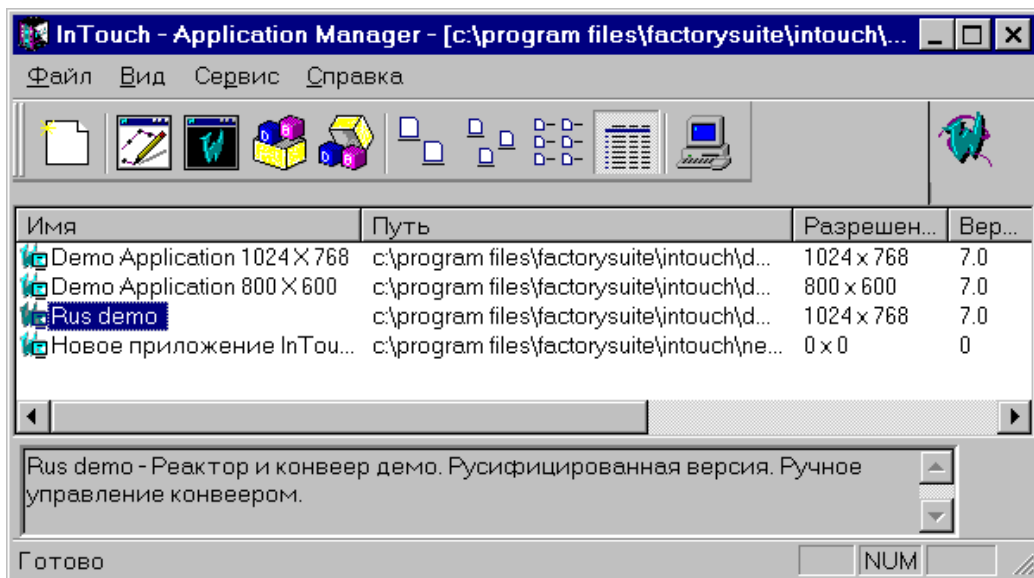 InTouch - Application Manager - [c:\program files\factorysuite\intouch\...
Файл Вид Сервис Справка
Имя Путь Разрешен... Вер...
Demo Application 1024 X 768 c:\program files\factorysuite\intouch\d... 1024 x 768 7.0
Demo Application 800 X 600 c:\program files\factorysuite\intouch\d... 800 x 600 7.0
Rus demo c:\program files\factorysuite\intouch\d... 1024 x 768 7.0
Новое приложение InTou... c:\program files\factorysuite\intouch\ne... 0 x 0 0
Rus demo - Реактор и конвеер демо. Русифицированная версия. Ручное
управление конвеером.
Готово NUM